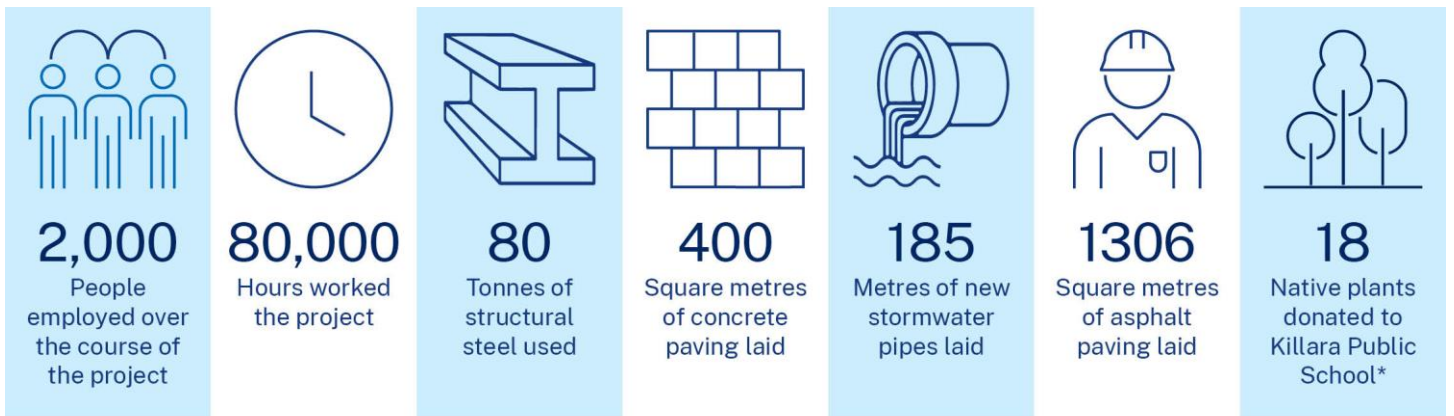 2,000
People
employed over
the course of
the project
80,000
Hours worked
the project
80
Tonnes of
structural
steel used
400
Square metres
of concrete
paving laid
185
Metres of new
stormwater
pipes laid
1306
Square metres
of asphalt
paving laid
18
Native plants
donated to
Killara Public
School*